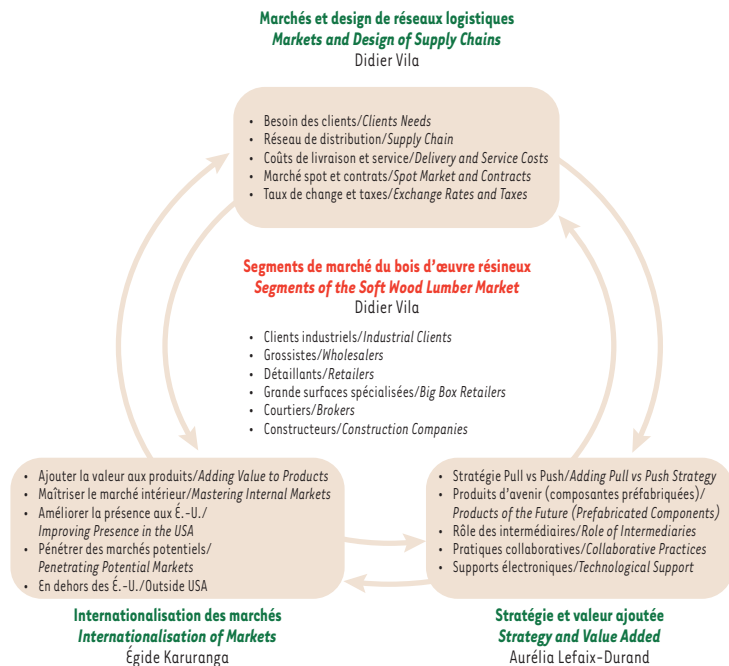 Marchés et design de réseaux logistiques
Markets and Design of Supply Chains
Didier Vila
• Besoin des clients/Clients Needs
• Réseau de distribution/Supply Chain
• Coûts de livraison et service/Delivery and Service Costs
• Marché spot et contrats/Spot Market and Contracts
• Taux de change et taxes/Exchange Rates and Taxes
Segments de marché du bois d'œuvre résineux
Segments of the Soft Wood Lumber Market
Didier Vila
• Clients industriels/Industrial Clients
• Grossistes/Wholesalers
• Détaillants/Retailers
• Grande surfaces spécialisées/Big Box Retailers
• Courtiers/Brokers
• Constructeurs/Construction Companies
• Ajouter la valeur aux produits/Adding Value to Products
• Maîtriser le marché intérieur/Mastering Internal Markets
• Améliorer la présence aux É.-U./
Improving Presence in the USA
• Pénétrer des marchés potentiels/
Penetrating Potential Markets
• En dehors des É.-U./Outside USA
Internationalisation des marchés
Internationalisation of Markets
Égide Karuranga
• Stratégie Pull vs Push/Adding Pull vs Push Strategy
• Produits d'avenir (composantes préfabriquées)/
Products of the Future (Prefabricated Components)
• Rôle des intermédiaires/Role of Intermediaries
• Pratiques collaboratives/Collaborative Practices
• Supports électroniques/Technological Support
Stratégie et valeur ajoutée
Strategy and Value Added
Aurélia Lefaix-Durand